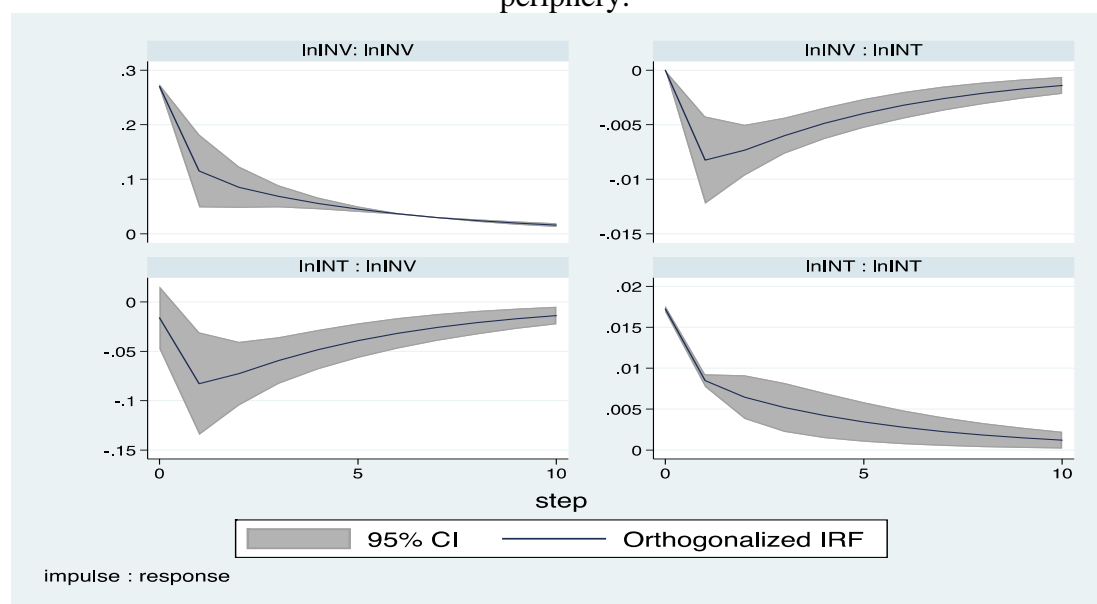 periphery.
lnINV: lnINV
lnINV : lnINT
.3
.2
.1
0
0
-.005
-.01
-.015
lnINT : lnINV
lnINT : lnINT
0
-.05
-.1
-.15
.02
.015
.01
.005
0
0 5 10
0 5 10
step
95% CI Orthogonalized IRF
impulse : response